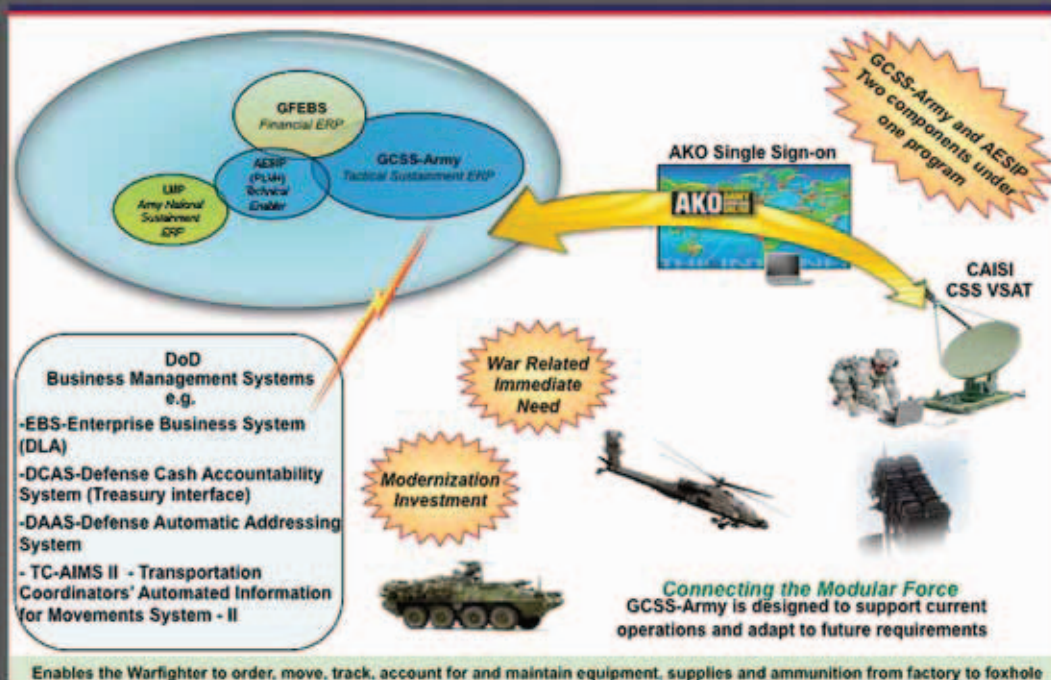 GFEBS
Financial ERP
AESIP
(PLM+)
Technical
Enabler
GCSS-Army
Tactical Sustainment ERP
LMP
Army National
Sustainment
ERP
AKO Single Sign-on
AKO
GCSS-Army and AESIP
Two components under
one program
CAISI
CSS VSAT
DoD
Business Management Systems
e.g.
-EBS-Enterprise Business System
(DLA)
-DCAS-Defense Cash Accountability
System (Treasury interface)
-DAAS-Defense Automatic Addressing
System
- TC-AIMS II - Transportation
Coordinators' Automated Information
for Movements System - II
War Related
Immediate
Need
Modernization
Investment
Connecting the Modular Force
GCSS-Army is designed to support current
operations and adapt to future requirements
Enables the Warfighter to order, move, track, account for and maintain equipment, supplies and ammunition from factory to foxhole